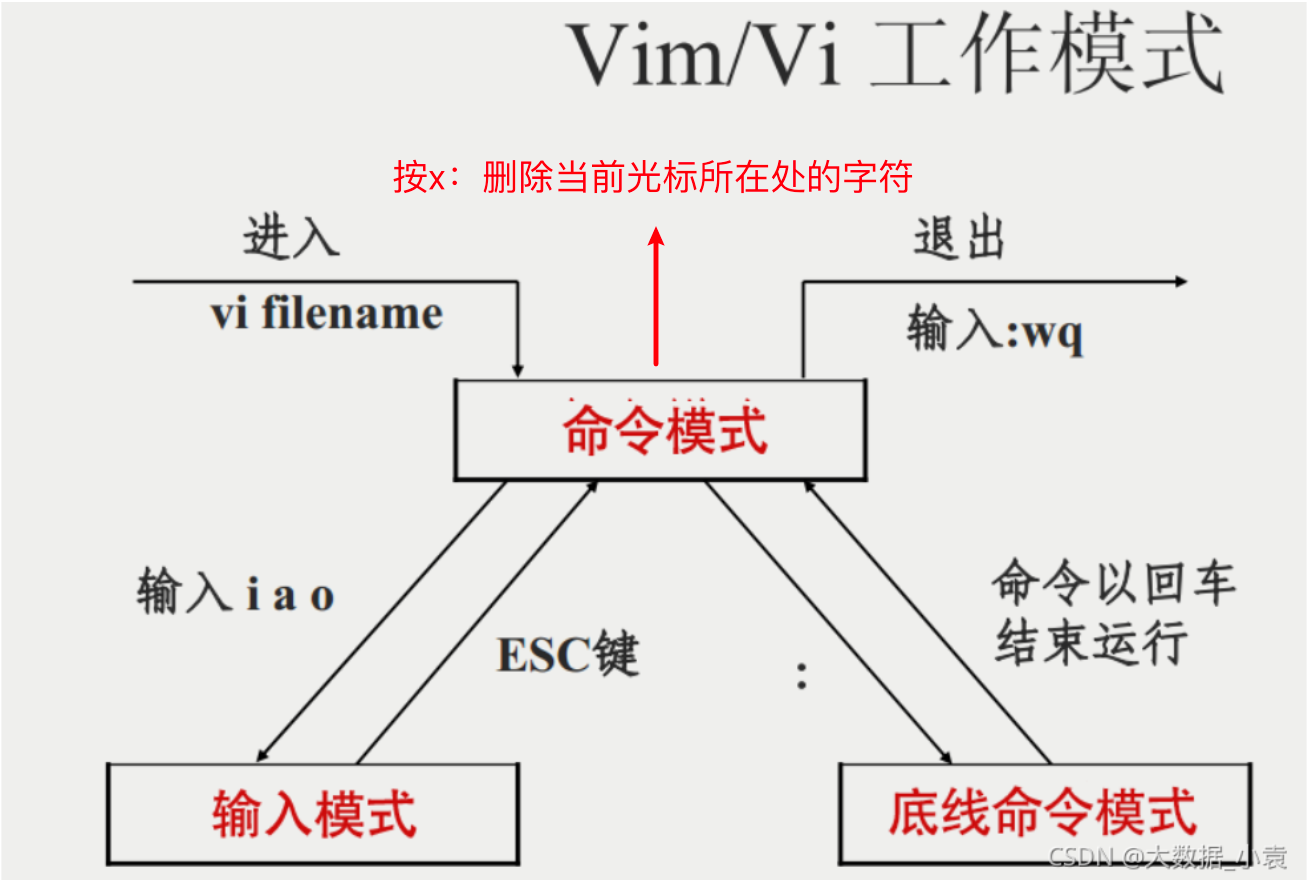 Vim/Vi 工作模式
按x：删除当前光标所在处的字符
进入
退出
vi filename
输入:wq
命令模式
输入 i a o
ESC键
:
命令以回车
结束运行
输入模式
底线命令模式
CSDN @大数据_小袁